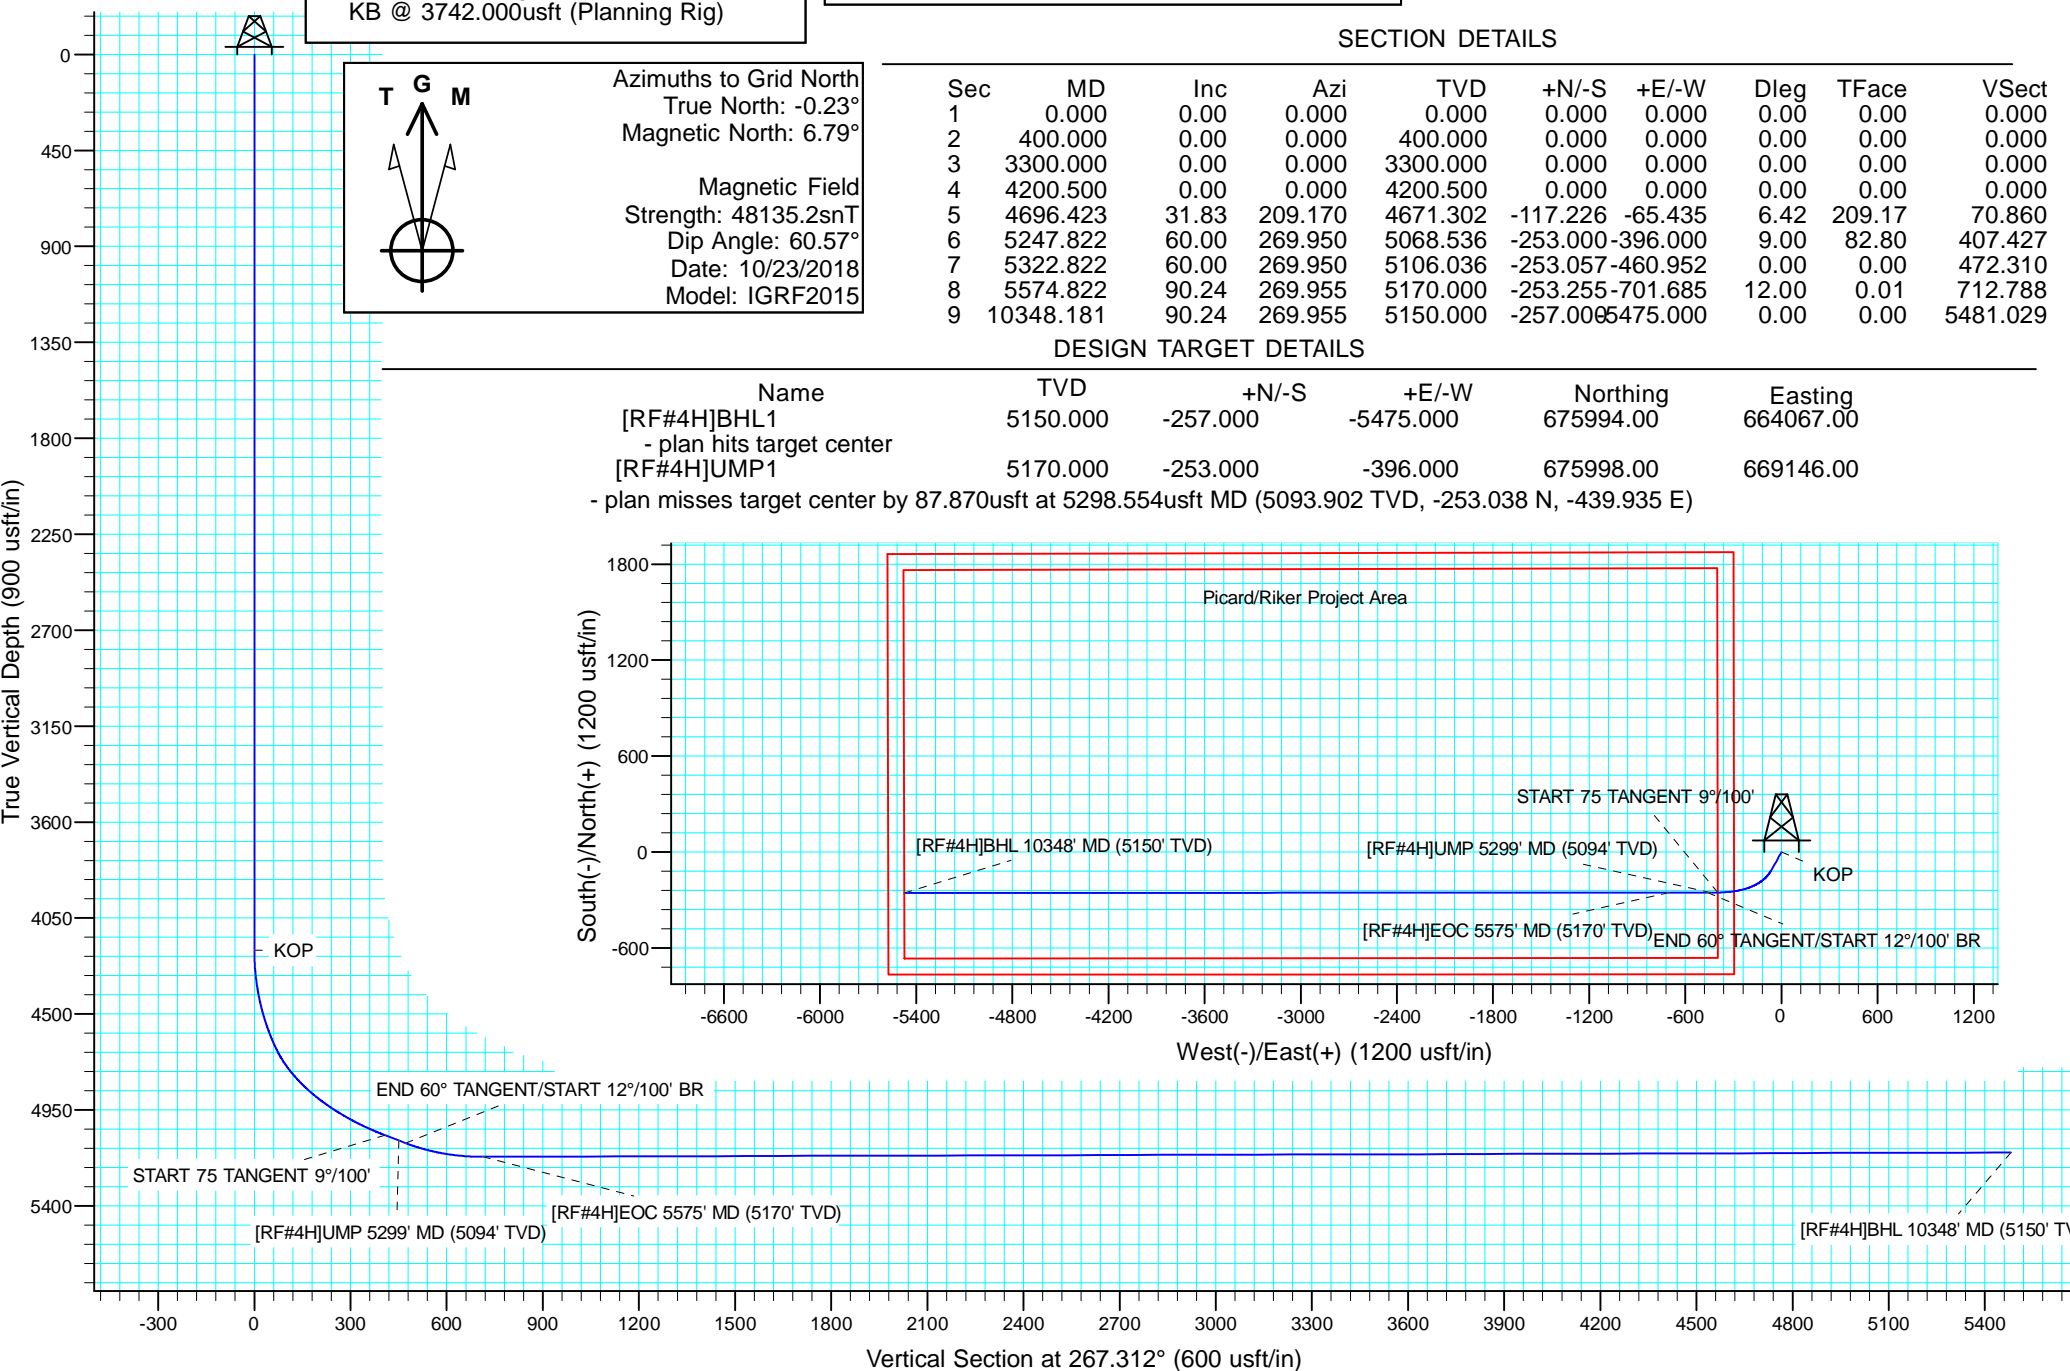 KB @ 3742.000usft (Planning Rig)
T G M
Azimuths to Grid North
True North: -0.23°
Magnetic North: 6.79°
Magnetic Field
Strength: 48135.2snT
Dip Angle: 60.57°
Date: 10/23/2018
Model: IGRF2015
SECTION DETAILS
Sec MD Inc Azi TVD +N/-S +E/-W Dleg TFace VSect
1 0.000 0.00 0.000 0.000 0.000 0.000 0.00 0.00 0.000
2 400.000 0.00 0.000 400.000 0.000 0.000 0.00 0.00 0.000
3 3300.000 0.00 0.000 3300.000 0.000 0.000 0.00 0.00 0.000
4 4200.500 0.00 0.000 4200.500 0.000 0.000 0.00 0.00 0.000
5 4696.423 31.83 209.170 4671.302 -117.226 -65.435 6.42 209.17 70.860
6 5247.822 60.00 269.950 5068.536 -253.000 -396.000 9.00 82.80 407.427
7 5322.822 60.00 269.950 5106.036 -253.057 -460.952 0.00 0.00 472.310
8 5574.822 90.24 269.955 5170.000 -253.255 -701.685 12.00 0.01 712.788
9 10348.181 90.24 269.955 5150.000 -257.000 -5475.000 0.00 0.00 5481.029
DESIGN TARGET DETAILS
Name TVD +N/-S +E/-W Northing Easting
[RF#4H]BHL1 5150.000 -257.000 -5475.000 675994.00 664067.00
- plan hits target center
[RF#4H]UMP1 5170.000 -253.000 -396.000 675998.00 669146.00
- plan misses target center by 87.870usft at 5298.554usft MD (5093.902 TVD, -253.038 N, -439.935 E)
True Vertical Depth (900 usft/in)
0
450
900
1350
1800
2250
2700
3150
3600
4050
4500
4950
5400
KOP
END 60° TANGENT/START 12°/100' BR
START 75 TANGENT 9°/100'
[RF#4H]UMP 5299' MD (5094' TVD)
[RF#4H]EOC 5575' MD (5170' TVD)
[RF#4H]BHL 10348' MD (5150' TV
-300 0 300 600 900 1200 1500 1800 2100 2400 2700 3000 3300 3600 3900 4200 4500 4800 5100 5400
Vertical Section at 267.312° (600 usft/in)
South(-)/North(+) (1200 usft/in)
1800
1200
600
0
-600
Picard/Riker Project Area
START 75 TANGENT 9°/100'
[RF#4H]BHL 10348' MD (5150' TVD)
[RF#4H]UMP 5299' MD (5094' TVD)
KOP
[RF#4H]EOC 5575' MD (5170' TVD)
END 60° TANGENT/START 12°/100' BR
-6600 -6000 -5400 -4800 -4200 -3600 -3000 -2400 -1800 -1200 -600 0 600 1200
West(-)/East(+) (1200 usft/in)